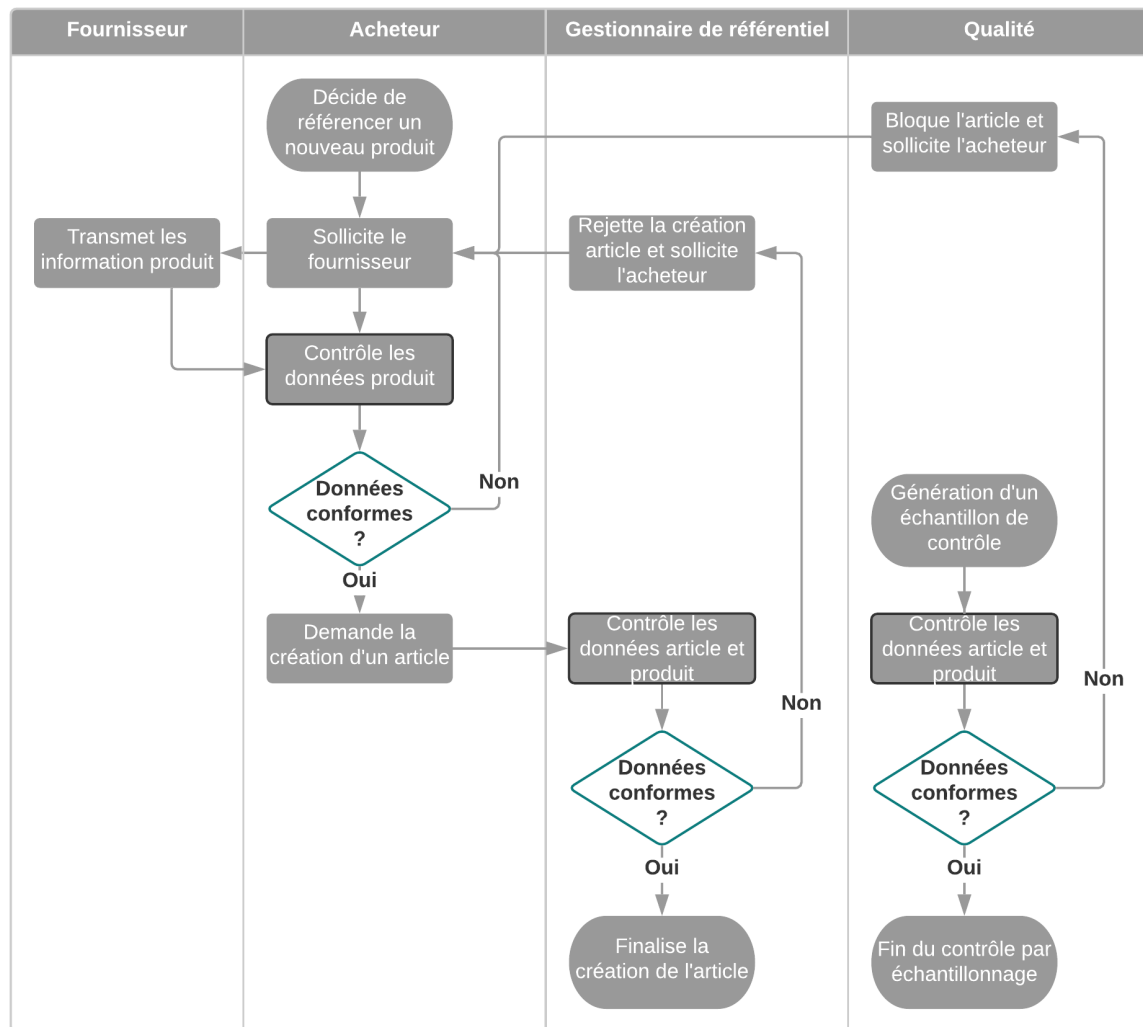 Fournisseur
Acheteur
Gestionnaire de référentiel
Qualité
Décide de
référencer un
nouveau produit
Bloque l'article et
sollicite l'acheteur
Transmet les
information produit
Sollicite le
fournisseur
Rejette la création
article et sollicite
l'acheteur
Contrôle les
données produit
Données
conformes
?
Non
Oui
Génération d'un
échantillon de
contrôle
Demande la
création d'un article
Contrôle les
données article et
produit
Contrôle les
données article et
produit
Non
Non
Données
conformes
?
Données
conformes
?
Oui
Oui
Finalise la
création de l'article
Fin du contrôle par
échantillonnage